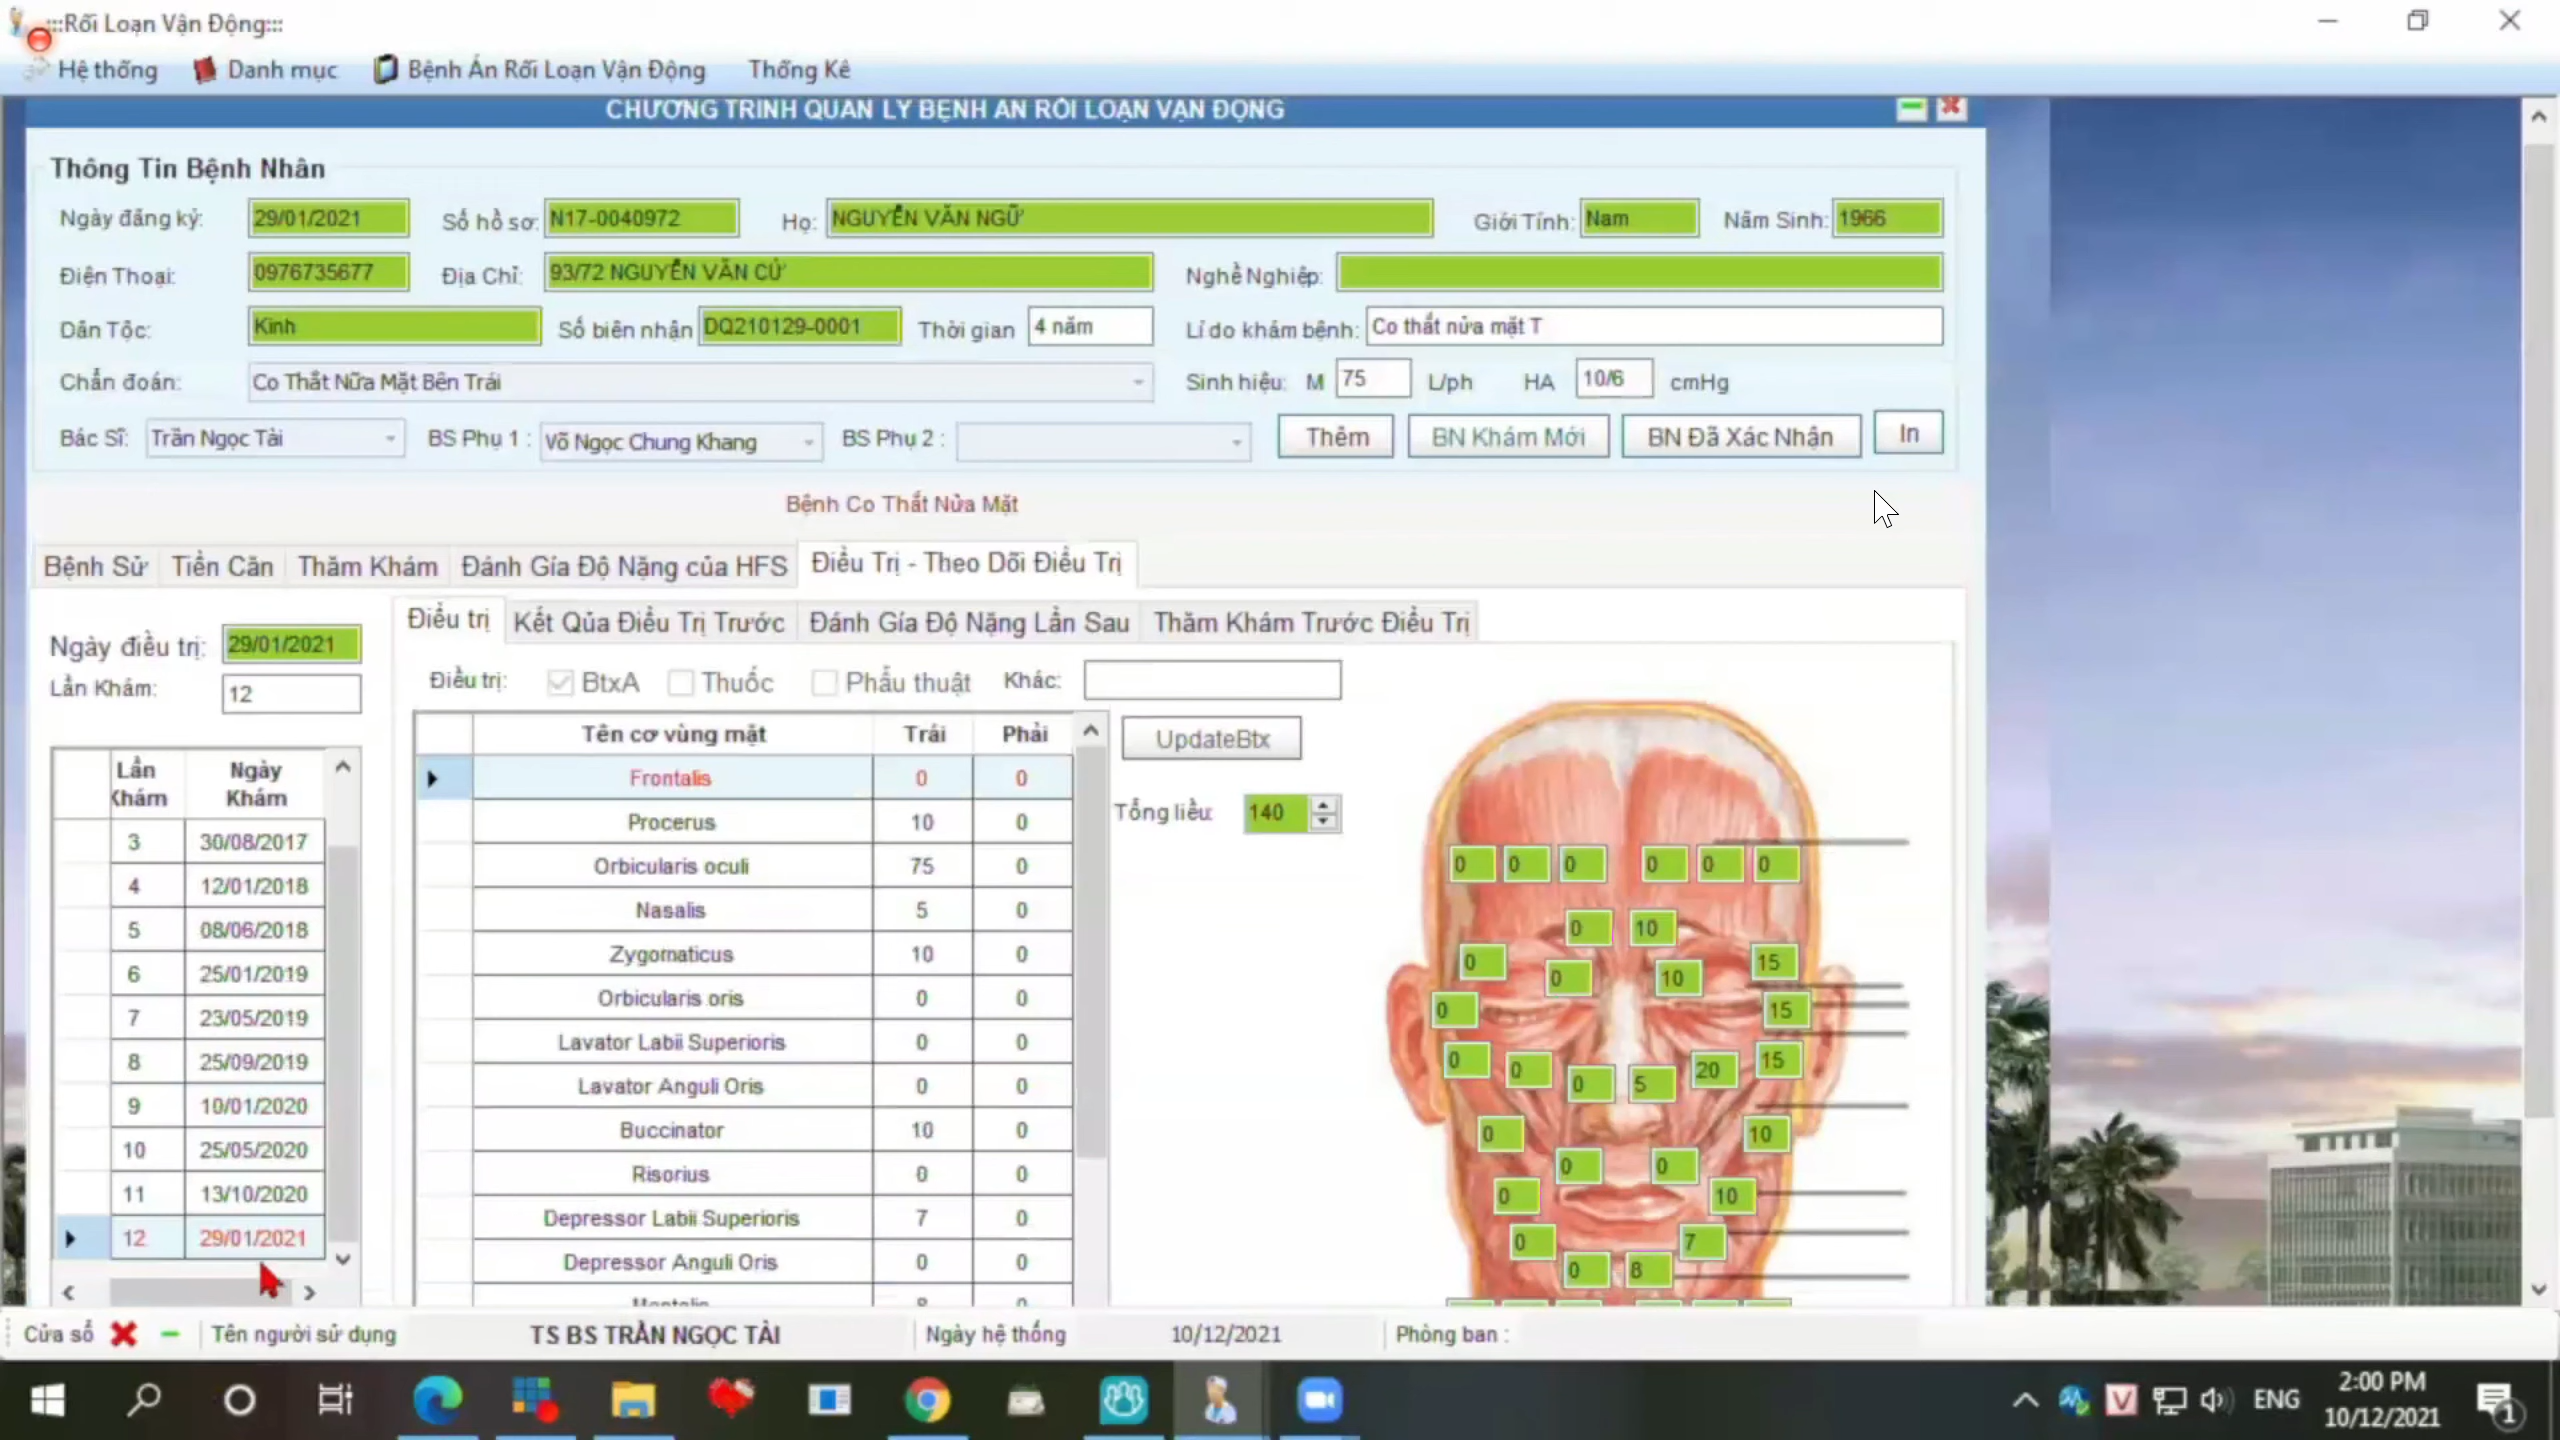 :::Rối Loạn Vận Động:::
Hệ thống Danh mục Bệnh Án Rối Loạn Vận Động Thống Kê
CHƯƠNG TRÌNH QUẢN LÝ BỆNH ÁN RỐI LOẠN VẬN ĐỘNG
Thông Tin Bệnh Nhân
Ngày đăng ký: 29/01/2021 Số hồ sơ: N17-0040972 Họ: NGUYỄN VĂN NGỮ Giới Tính: Nam Năm Sinh: 1966
Điện Thoại: 0976735677 Địa Chỉ: 93/72 NGUYỄN VĂN CỪ Nghề Nghiệp:
Dân Tộc: Kinh Số biên nhận DQ210129-0001 Thời gian 4 năm Lí do khám bệnh: Co thắt nửa mặt T
Chẩn đoán: Co Thắt Nữa Mặt Bên Trái Sinh hiệu: M 75 L/ph HA 10/6 cmHg
Bác Sĩ: Trần Ngọc Tài BS Phụ 1 : Võ Ngọc Chung Khang BS Phụ 2 : Thêm BN Khám Mới BN Đã Xác Nhận In
Bệnh Co Thắt Nửa Mặt
Bệnh Sử Tiền Căn Thăm Khám Đánh Gía Độ Nặng của HFS Điều Trị - Theo Dõi Điều Trị
Điều trị Kết Qủa Điều Trị Trước Đánh Gía Độ Nặng Lần Sau Thăm Khám Trước Điều Trị
Ngày điều trị: 29/01/2021
Lần Khám: 12
Điều trị: BtxA Thuốc Phẫu thuật Khác:
Lần Khám Ngày Khám
3 30/08/2017
4 12/01/2018
5 08/06/2018
6 25/01/2019
7 23/05/2019
8 25/09/2019
9 10/01/2020
10 25/05/2020
11 13/10/2020
12 29/01/2021
Tên cơ vùng mặt Trái Phải
Frontalis 0 0
Procerus 10 0
Orbicularis oculi 75 0
Nasalis 5 0
Zygomaticus 10 0
Orbicularis oris 0 0
Lavator Labii Superioris 0 0
Lavator Anguli Oris 0 0
Buccinator 10 0
Risorius 0 0
Depressor Labii Superioris 7 0
Depressor Anguli Oris 0 0
Mentalis 8 0
UpdateBtx
Tổng liều: 140
0 0 0 0 0 0
0 10
0 0 10 15
0 15
0 0 0 5 20 15
0 10
0 0
0 10
0 7
0 8
Cửa sổ Tên người sử dụng TS BS TRẦN NGỌC TÀI Ngày hệ thống 10/12/2021 Phòng ban :
ENG
2:00 PM
10/12/2021
1